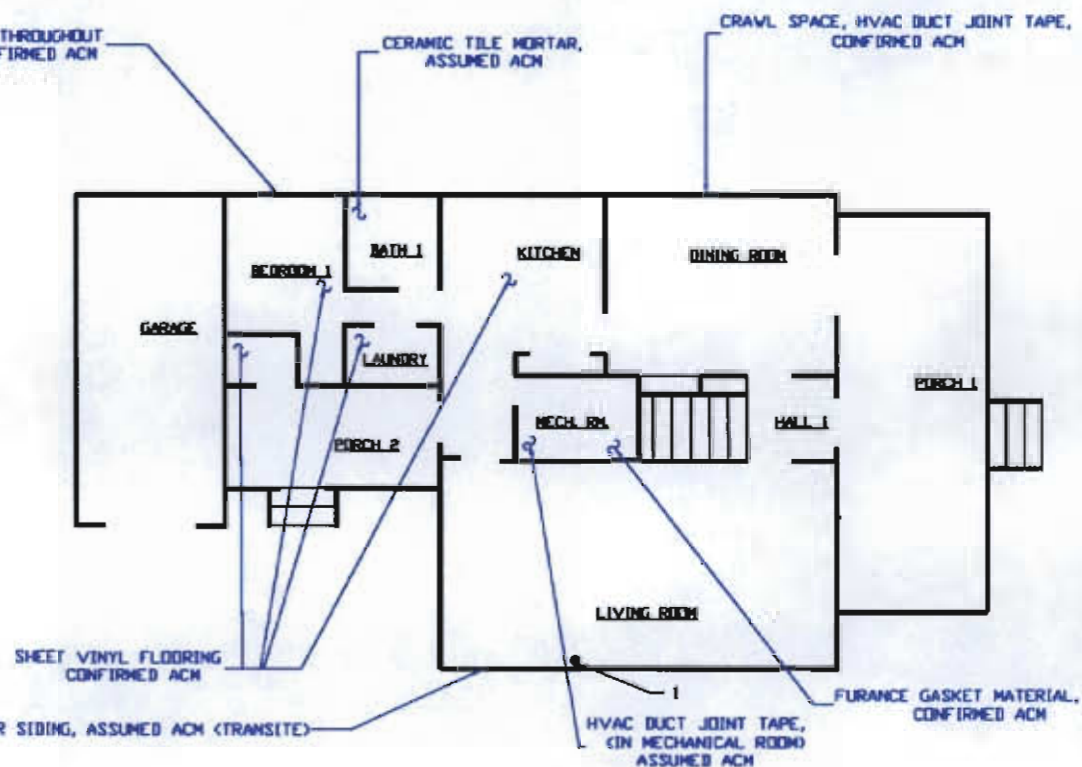 THROUGHOUT
FIRMED ACM
CERAMIC TILE MORTAR,
ASSUMED ACM
CRAWL SPACE, HVAC DUCT JOINT TAPE,
CONFIRMED ACM
BATH 1
KITCHEN
DINING ROOM
BEDROOM 1
GARAGE
LAUNDRY
PORCH 1
MECH. RM.
HALL 1
PORCH 2
LIVING ROOM
SHEET VINYL FLOORING
CONFIRMED ACM
1
FURANCE GASKET MATERIAL,
CONFIRMED ACM
R SIDING, ASSUMED ACM (TRANSITE)
HVAC DUCT JOINT TAPE,
(IN MECHANICAL ROOM)
ASSUMED ACM